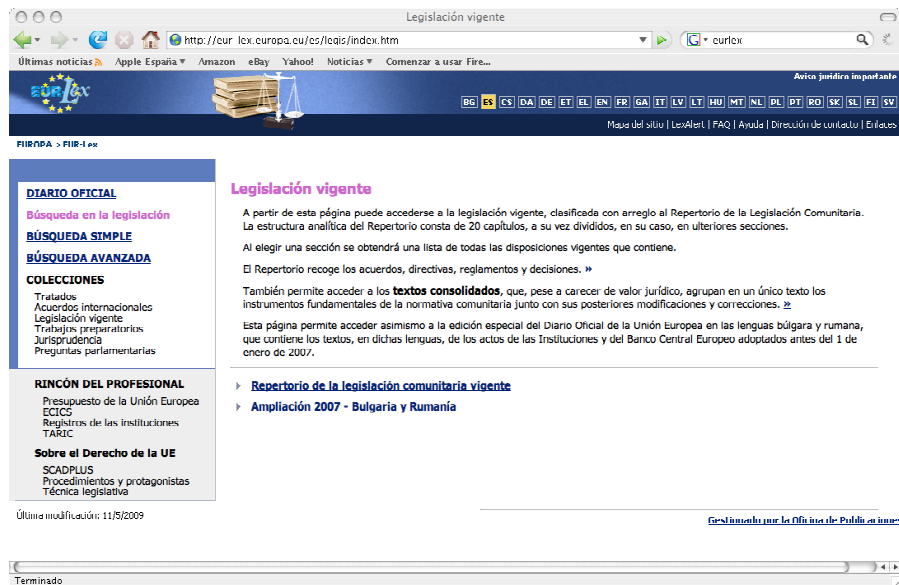 Legislación vigente
http://eur lex.europa.eu/es/legis/index.htm
eurlex
Últimas noticias Apple España Amazon eBay Yahoo! Noticias Comenzar a usar Fire...
Aviso jurídico importante
EUR Lex
BG ES CS DA DE ET EL EN FR GA IT LV LT HU MT NL PL PT RO SK SL FI SV
Mapa del sitio | LexAlert | FAQ | Ayuda | Dirección de contacto | Enlaces
EUROPA > EUR-Lex
DIARIO OFICIAL
Búsqueda en la legislación
BÚSQUEDA SIMPLE
BÚSQUEDA AVANZADA
COLECCIONES
Tratados
Acuerdos internacionales
Legislación vigente
Trabajos preparatorios
Jurisprudencia
Preguntas parlamentarias
RINCÓN DEL PROFESIONAL
Presupuesto de la Unión Europea
ECICS
Registros de las instituciones
TARIC
Sobre el Derecho de la UE
SCADPLUS
Procedimientos y protagonistas
Técnica legislativa
Última modificación: 11/5/2009
Legislación vigente
A partir de esta página puede accederse a la legislación vigente, clasificada con arreglo al Repertorio de la Legislación Comunitaria.
La estructura analítica del Repertorio consta de 20 capítulos, a su vez divididos, en su caso, en ulteriores secciones.
Al elegir una sección se obtendrá una lista de todas las disposiciones vigentes que contiene.
El Repertorio recoge los acuerdos, directivas, reglamentos y decisiones. »
También permite acceder a los textos consolidados, que, pese a carecer de valor jurídico, agrupan en un único texto los
instrumentos fundamentales de la normativa comunitaria junto con sus posteriores modificaciones y correcciones. »
Esta página permite acceder asimismo a la edición especial del Diario Oficial de la Unión Europea en las lenguas búlgara y rumana,
que contiene los textos, en dichas lenguas, de los actos de las Instituciones y del Banco Central Europeo adoptados antes del 1 de
enero de 2007.
Repertorio de la legislación comunitaria vigente
Ampliación 2007 - Bulgaria y Rumanía
Gestionado por la Oficina de Publicaciones
Terminado